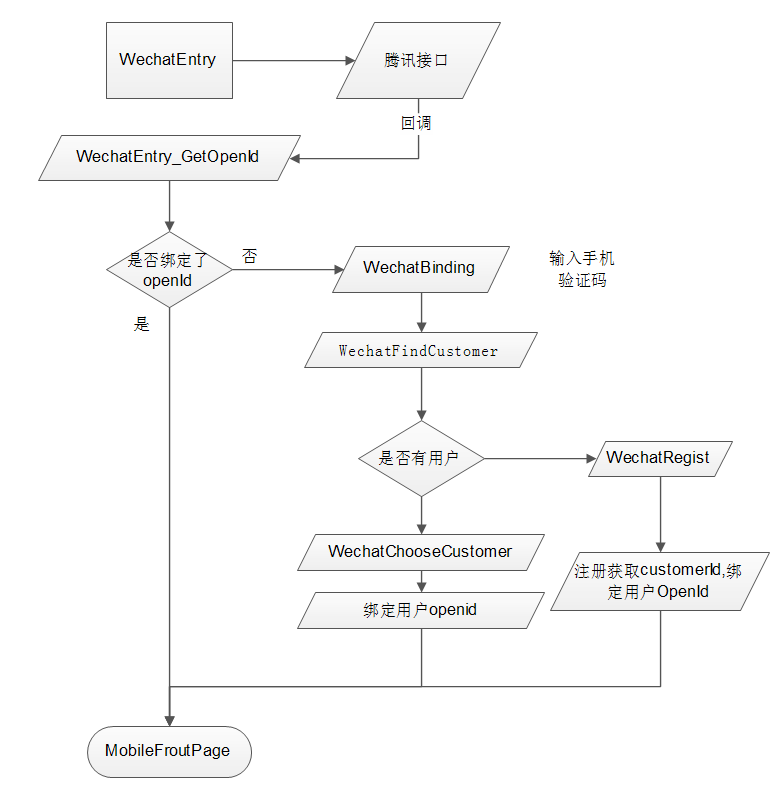 WechatEntry
腾讯接口
回调
WechatEntry_GetOpenId
是否绑定了
openId
否
WechatBinding
输入手机
验证码
是
WechatFindCustomer
是否有用户
WechatRegist
WechatChooseCustomer
注册获取customerId,绑
定用户OpenId
绑定用户openid
MobileFroutPage